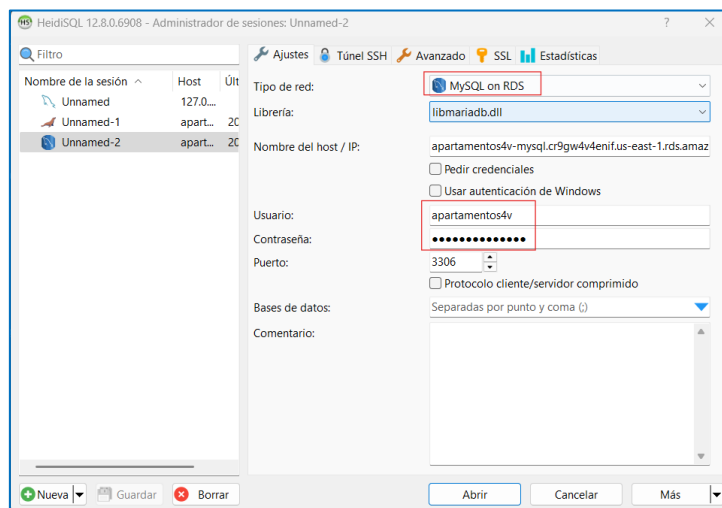 HeidiSQL 12.8.0.6908 - Administrador de sesiones: Unnamed-2
Filtro
Nombre de la sesión Host Últ
Unnamed 127.0....
Unnamed-1 apart... 20
Unnamed-2 apart... 20
Nueva Guardar Borrar
Ajustes Túnel SSH Avanzado SSL Estadísticas
Tipo de red: MySQL on RDS
Librería: libmariadb.dll
Nombre del host / IP: apartamentos4v-mysql.cr9gw4v4enif.us-east-1.rds.amaz
Pedir credenciales
Usar autenticación de Windows
Usuario: apartamentos4v
Contraseña: ●●●●●●●●●●●●●●
Puerto: 3306
Protocolo cliente/servidor comprimido
Bases de datos: Separadas por punto y coma (;)
Comentario:
Abrir Cancelar Más